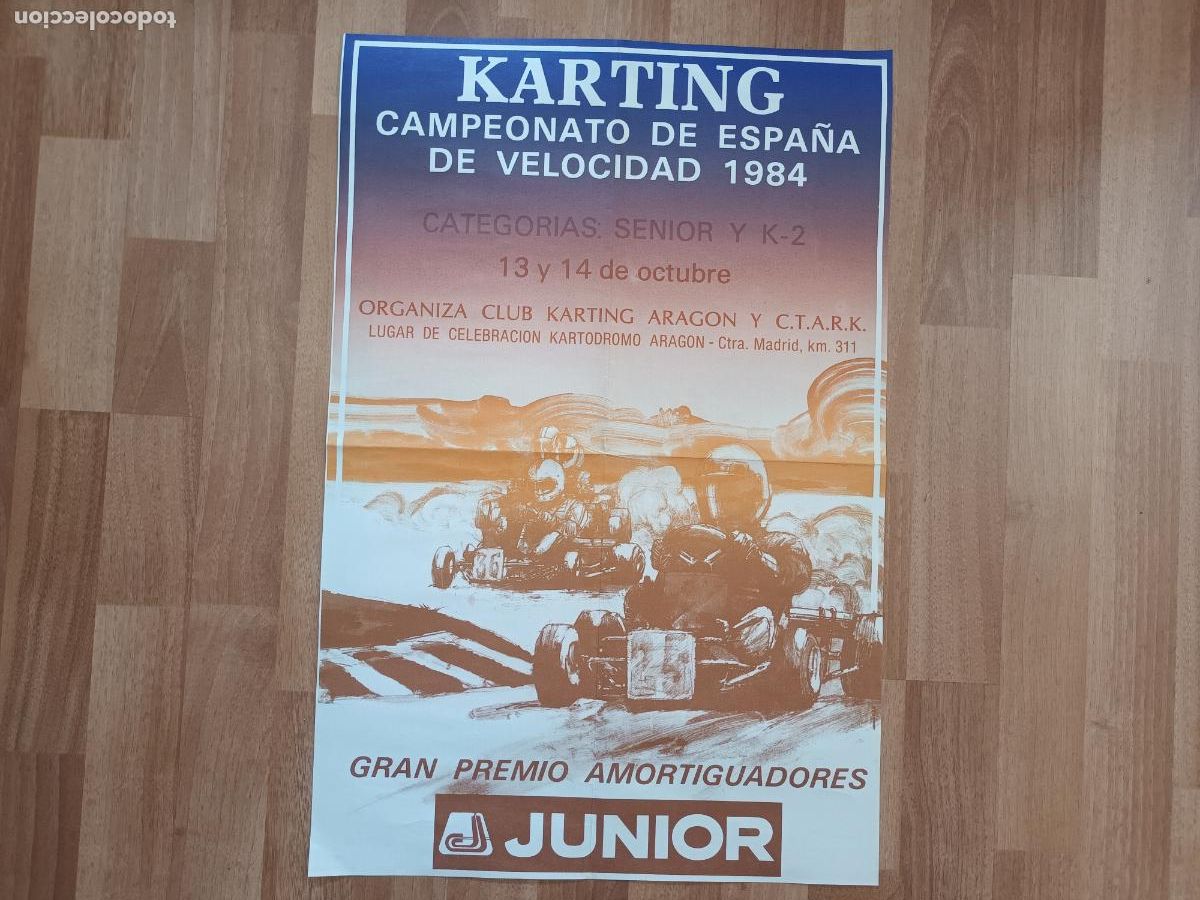 todocoleccion
KARTING
CAMPEONATO DE ESPAÑA
DE VELOCIDAD 1984
CATEGORIAS: SENIOR Y K-2
13 y 14 de octubre
ORGANIZA CLUB KARTING ARAGON Y C.T.A.R.K.
LUGAR DE CELEBRACION KARTODROMO ARAGON - Ctra. Madrid, km. 311
36
GRAN PREMIO AMORTIGUADORES
JUNIOR